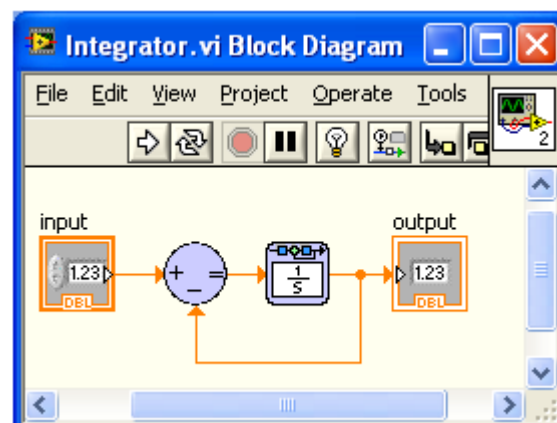 Integrator.vi Block Diagram
File Edit View Project Operate Tools
2
input
output
1.23
DBL
+ − =
1
S
1.23
DBL